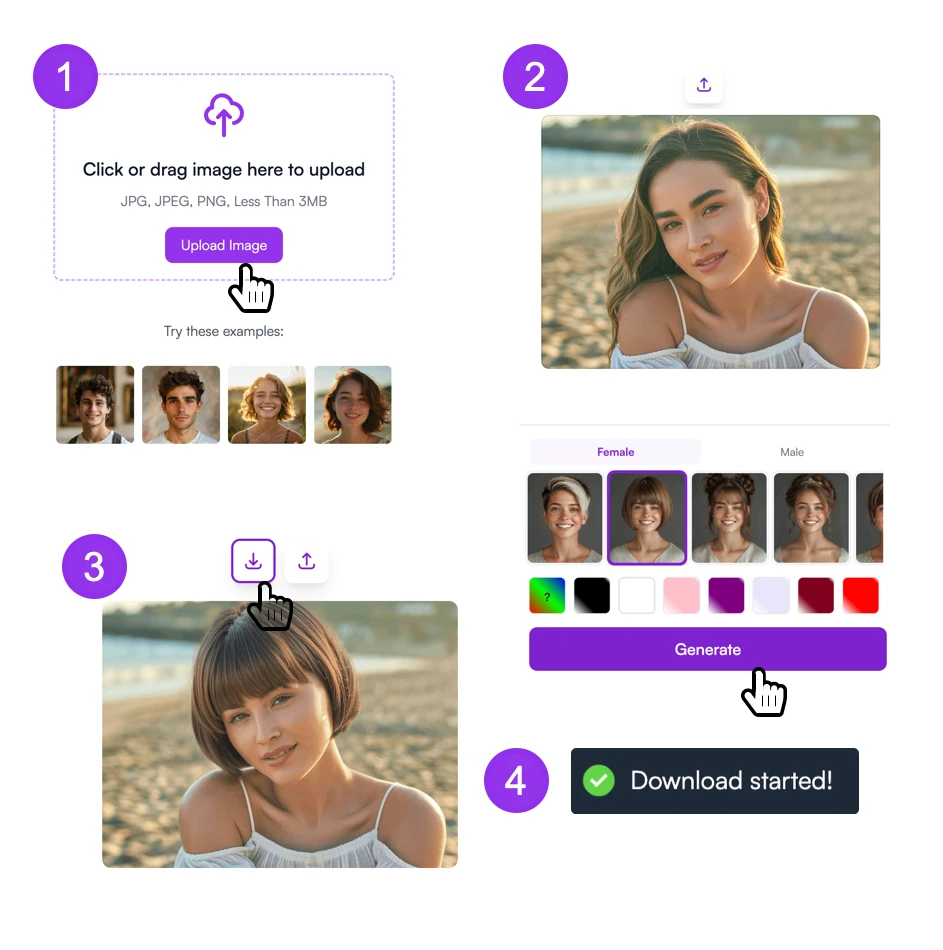 1
Click or drag image here to upload
JPG, JPEG, PNG, Less Than 3MB
Upload Image
Try these examples:
2
Female
Male
?
Generate
3
4
Download started!